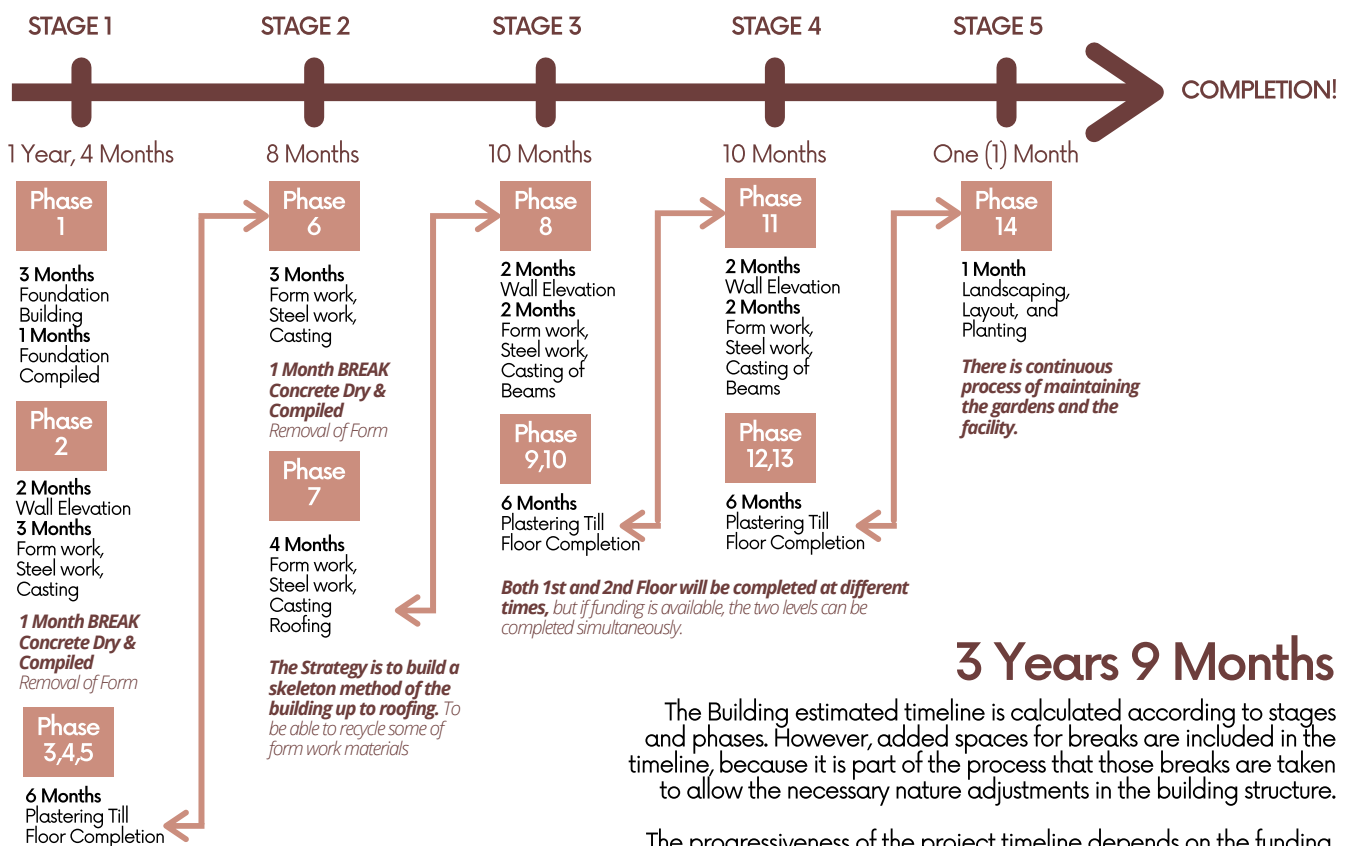 STAGE 1
STAGE 2
STAGE 3
STAGE 4
STAGE 5
COMPLETION!
1 Year, 4 Months
8 Months
10 Months
10 Months
One (1) Month
Phase
1
3 Months
Foundation
Building
1 Months
Foundation
Compiled
Phase
2
2 Months
Wall Elevation
3 Months
Form work,
Steel work,
Casting
1 Month BREAK
Concrete Dry &
Compiled
Removal of Form
Phase
3,4,5
6 Months
Plastering Till
Floor Completion
Phase
6
3 Months
Form work,
Steel work,
Casting
1 Month BREAK
Concrete Dry &
Compiled
Removal of Form
Phase
7
4 Months
Form work,
Steel work,
Casting
Roofing
The Strategy is to build a
skeleton method of the
building up to roofing. To
be able to recycle some of
form work materials
Phase
8
2 Months
Wall Elevation
2 Months
Form work,
Steel work,
Casting of
Beams
Phase
9,10
6 Months
Plastering Till
Floor Completion
Phase
11
2 Months
Wall Elevation
2 Months
Form work,
Steel work,
Casting of
Beams
Phase
12,13
6 Months
Plastering Till
Floor Completion
Both 1st and 2nd Floor will be completed at different
times, but if funding is available, the two levels can be
completed simultaneously.
Phase
14
1 Month
Landscaping,
Layout, and
Planting
There is continuous
process of maintaining
the gardens and the
facility.
3 Years 9 Months
The Building estimated timeline is calculated according to stages
and phases. However, added spaces for breaks are included in the
timeline, because it is part of the process that those breaks are taken
to allow the necessary nature adjustments in the building structure.
The progressiveness of the project timeline depends on the funding.